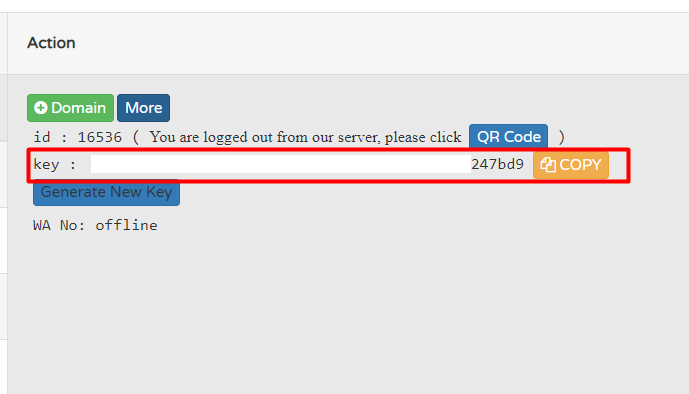 Action
Domain More
id : 16536 ( You are logged out from our server, please click QR Code )
key : 247bd9 COPY
Generate New Key
WA No: offline